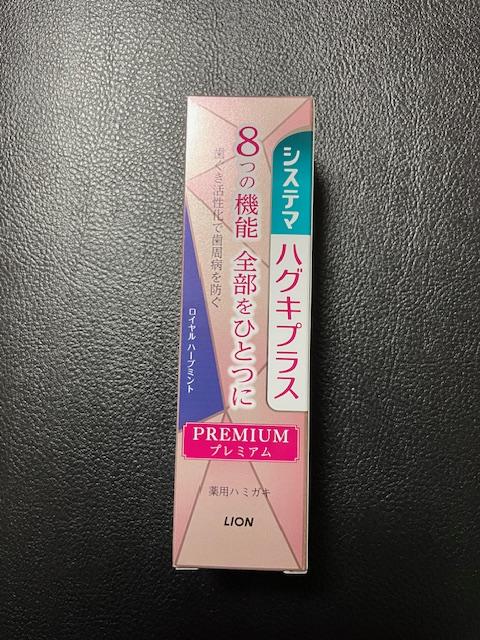 システマ
ハグキプラス
8つの機能 全部をひとつに
歯ぐき活性化で歯周病を防ぐ
ロイヤル ハーブミント
PREMIUM
プレミアム
薬用ハミガキ
LION